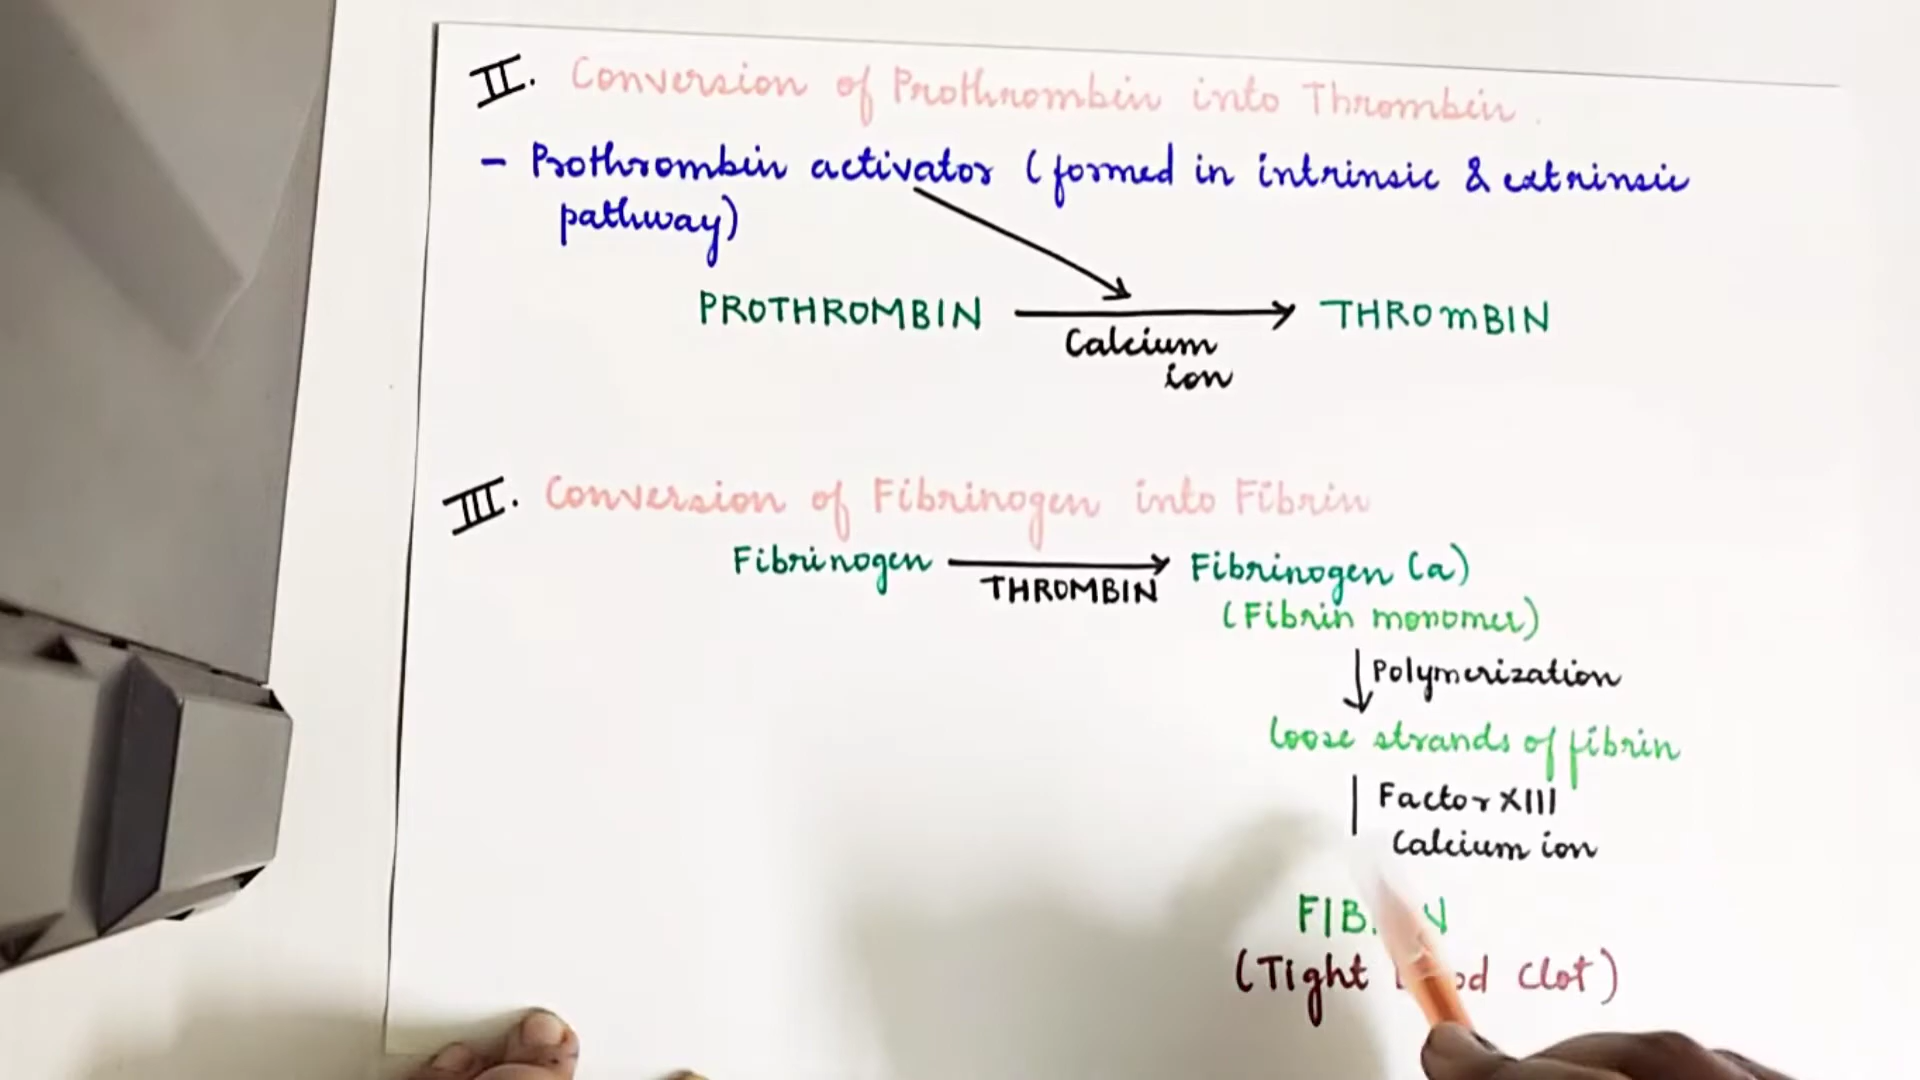 II. Conversion of Prothrombin into Thrombin.
- Prothrombin activator (formed in intrinsic & extrinsic
pathway)
PROTHROMBIN THROmBIN
Calcium
ion
III. Conversion of Fibrinogen into Fibrin
Fibrinogen Fibrinogen (a)
THROMBIN
(Fibrin monomer)
Polymerization
loose strands of fibrin
Factor XIII
Calcium ion
(Tight Clot)